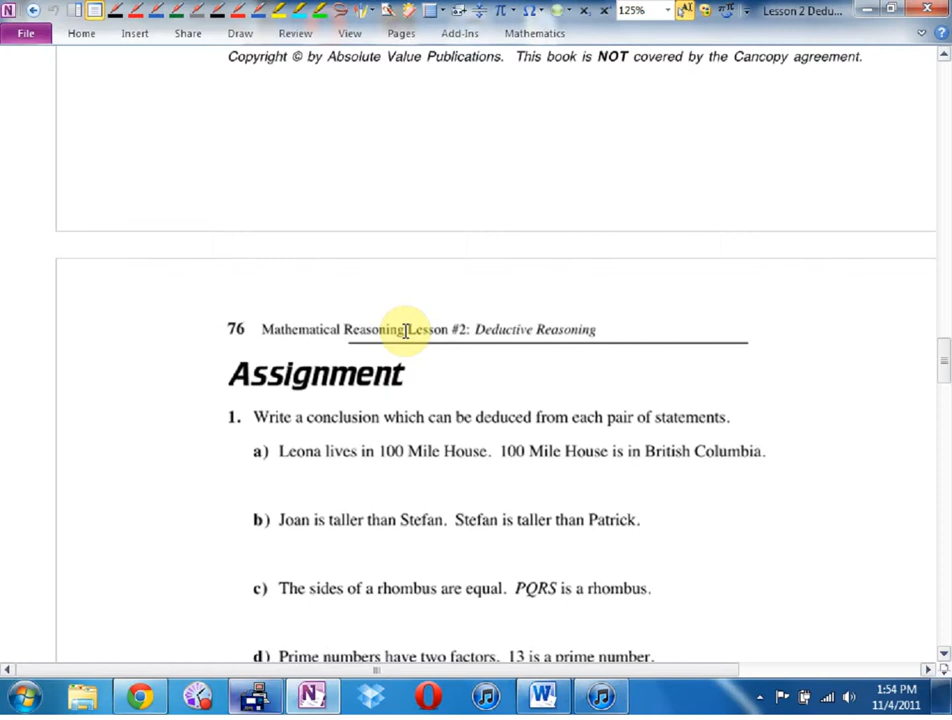 125%
Lesson 2 Dedu...
File Home Insert Share Draw Review View Pages Add-Ins Mathematics
Copyright © by Absolute Value Publications. This book is NOT covered by the Cancopy agreement.
76 Mathematical Reasoning Lesson #2: Deductive Reasoning
Assignment
1. Write a conclusion which can be deduced from each pair of statements.
a) Leona lives in 100 Mile House. 100 Mile House is in British Columbia.
b) Joan is taller than Stefan. Stefan is taller than Patrick.
c) The sides of a rhombus are equal. PQRS is a rhombus.
d) Prime numbers have two factors. 13 is a prime number.
1:54 PM
11/4/2011